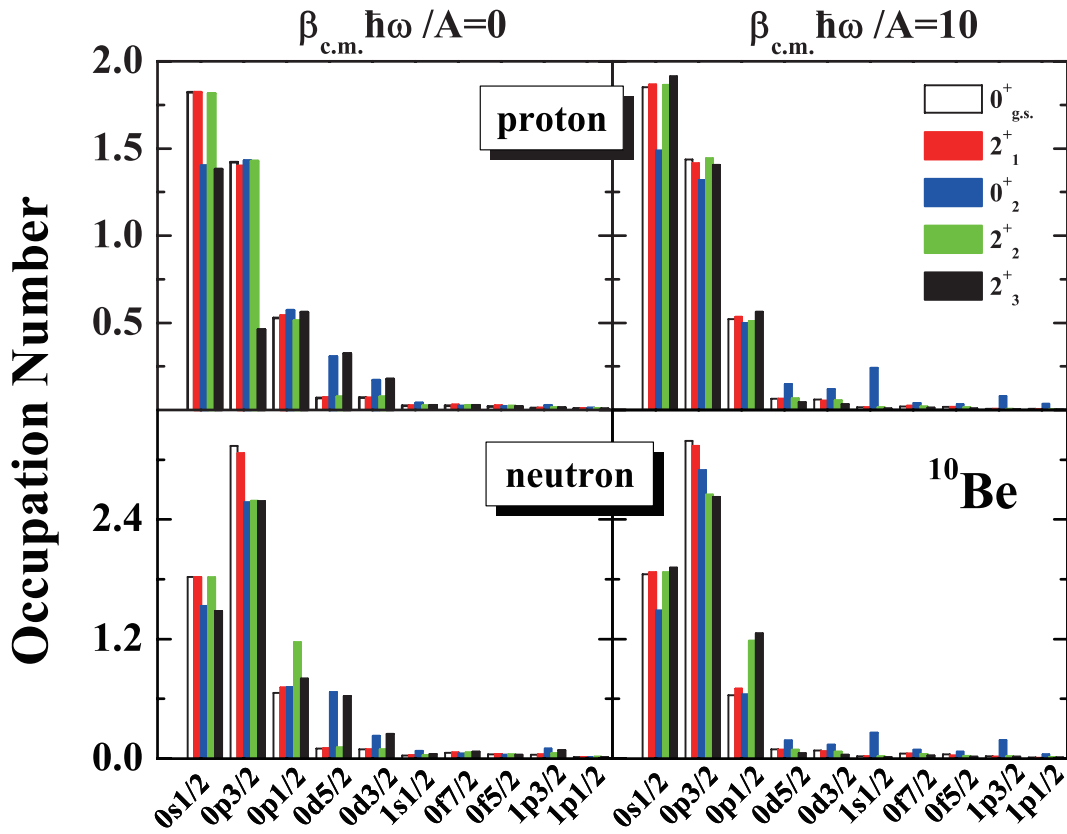 β_c.m. ħω /A=0
β_c.m. ħω /A=10
Occupation Number
2.0
1.5
1.0
0.5
proton
0⁺g.s.
2⁺₁
0⁺₂
2⁺₂
2⁺₃
2.4
1.2
0.0
neutron
¹⁰Be
0s1/2 0p3/2 0p1/2 0d5/2 0d3/2 1s1/2 0f7/2 0f5/2 1p3/2 1p1/2
0s1/2 0p3/2 0p1/2 0d5/2 0d3/2 1s1/2 0f7/2 0f5/2 1p3/2 1p1/2